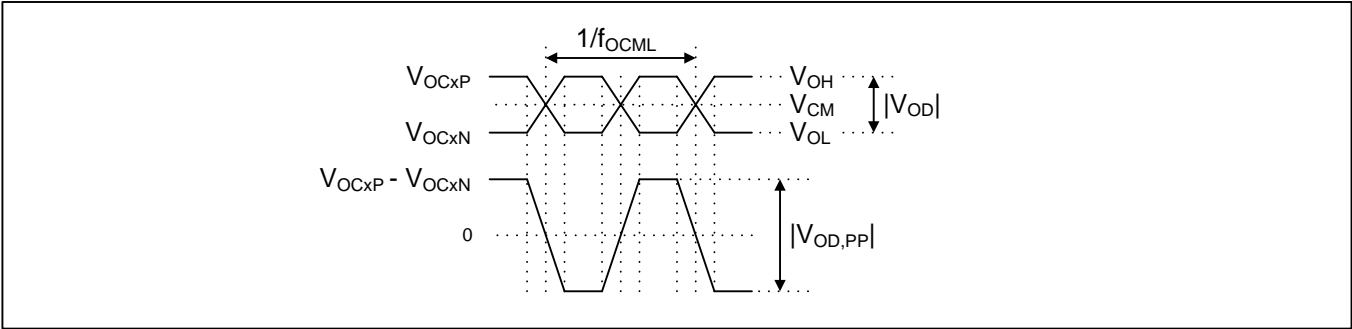 1/fOCML
VOCxP
VOH
VCM
|VOD|
VOCxN
VOL
VOCxP - VOCxN
0
|VOD,PP|